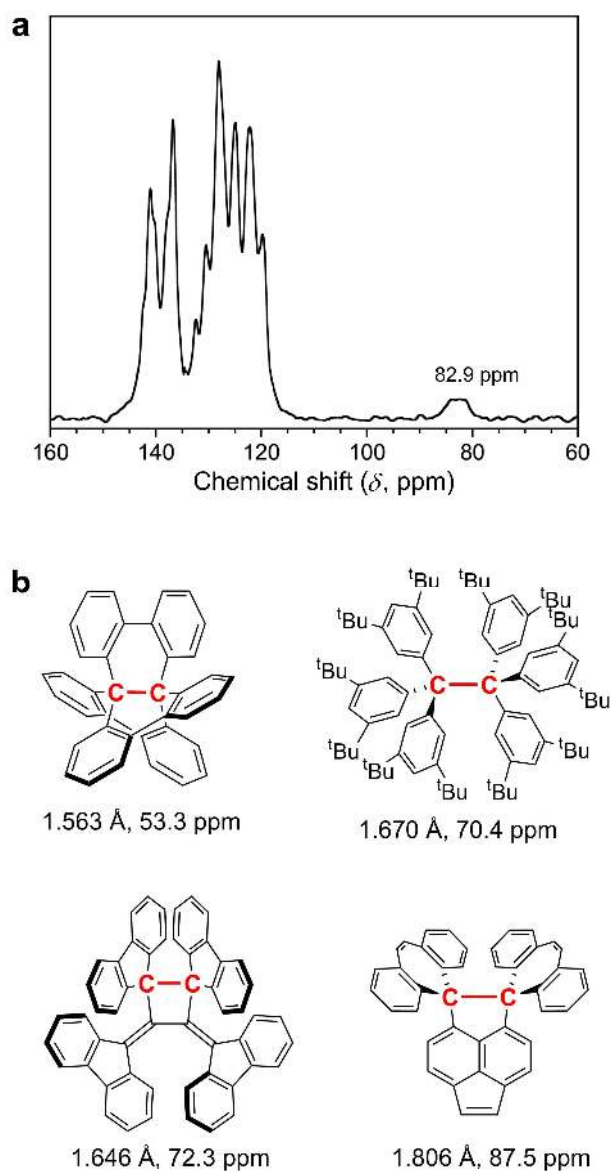 a
82.9 ppm
160 140 120 100 80 60
Chemical shift (δ, ppm)
b
C C
1.563 Å, 53.3 ppm
ᵗBu ᵗBu
ᵗBu
ᵗBu ᵗBu
ᵗBu
C C
ᵗBu
ᵗBu ᵗBu
ᵗBu
ᵗBu ᵗBu
1.670 Å, 70.4 ppm
C C
1.646 Å, 72.3 ppm
C C
1.806 Å, 87.5 ppm